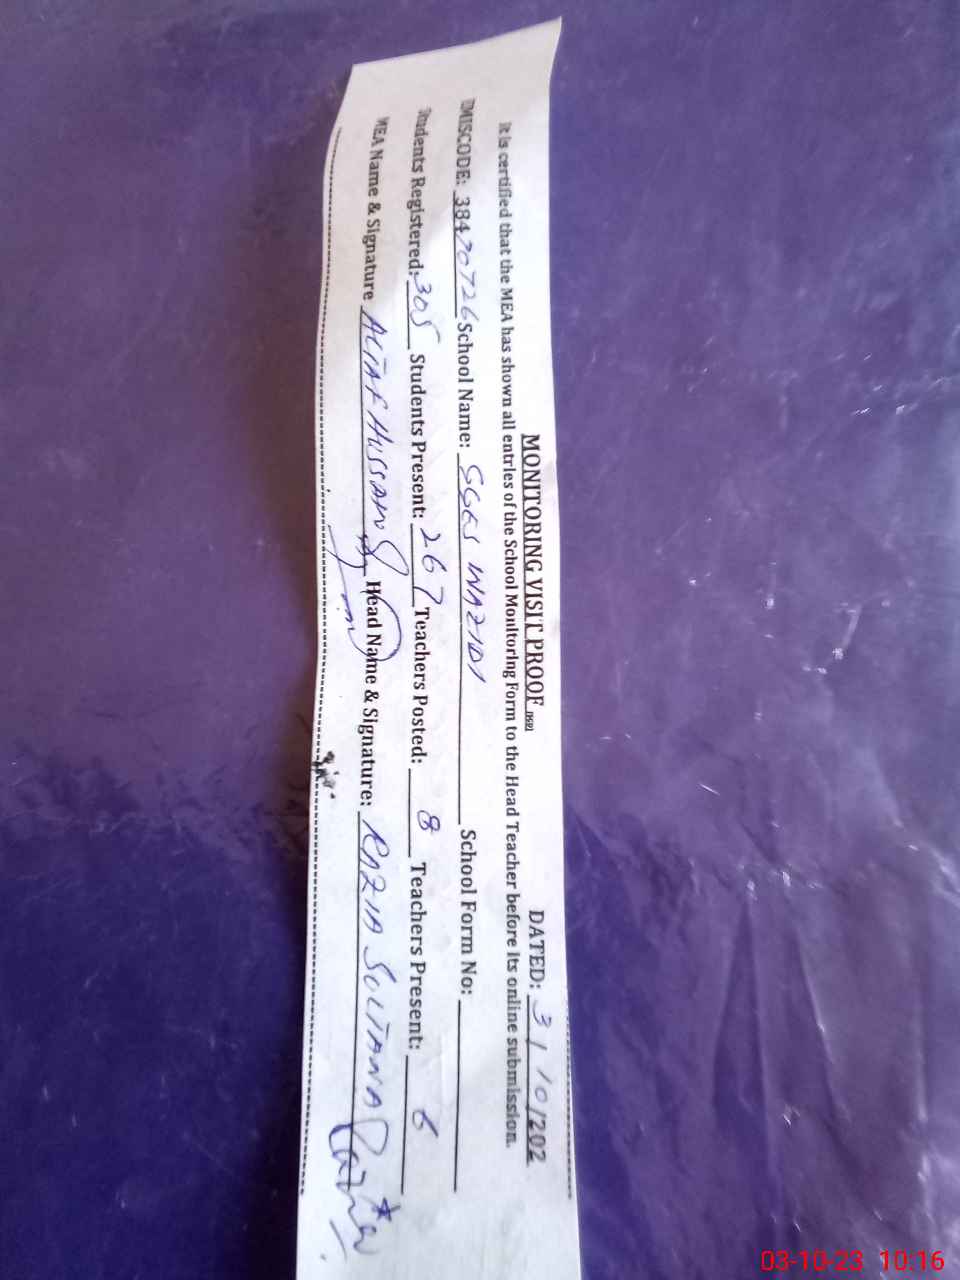 MONITORING VISIT PROOF DATED: 3/10/202
It is certified that the MEA has shown all entries of the School Monitoring Form to the Head Teacher before its online submission.
EMISCODE: 38470726 School Name: GGES WAZIDI School Form No:
Students Registered: 305 Students Present: 267 Teachers Posted: 8 Teachers Present: 6
MEA Name & Signature ALTAF HUSSAIN Head Name & Signature: RAZIA SULTANA Razia
03-10-23 10:16